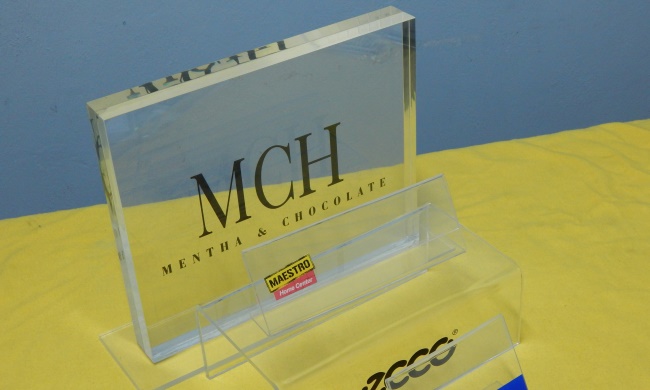 MCH
MENTHA & CHOCOLATE
MAESTRO
Home Center